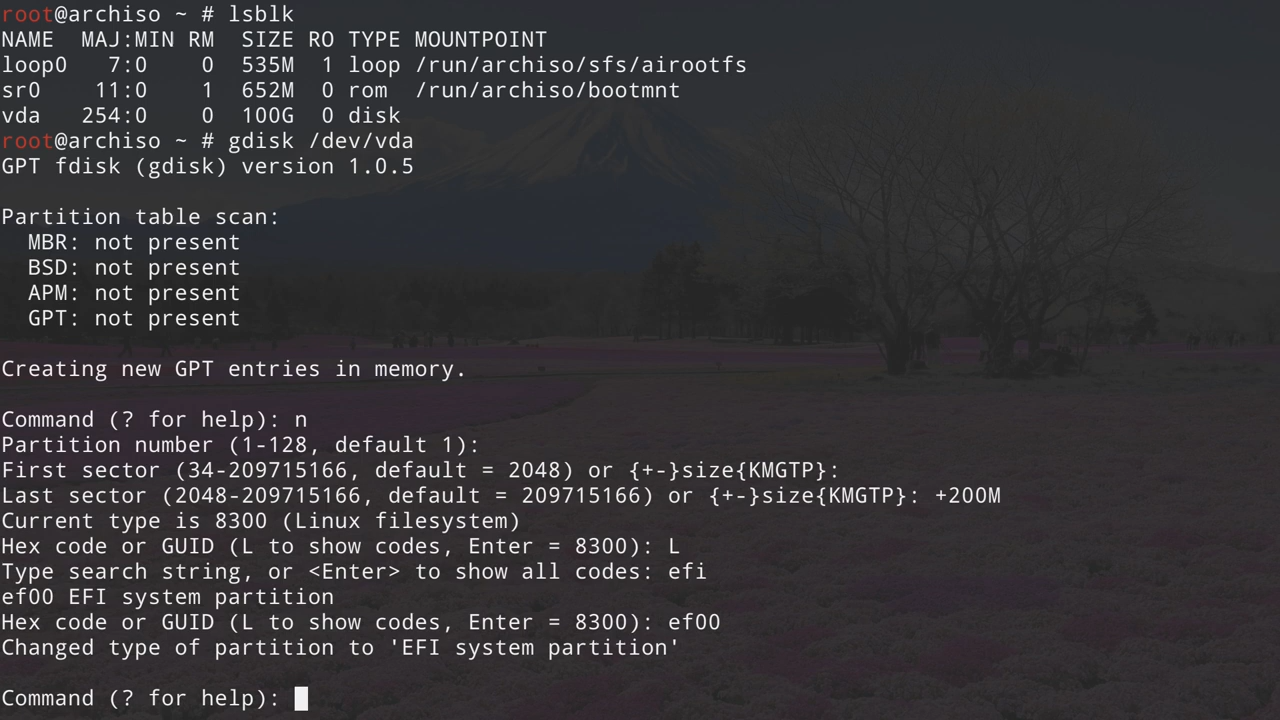 root@archiso ~ # lsblk
NAME  MAJ:MIN RM  SIZE RO TYPE MOUNTPOINT
loop0   7:0    0  535M  1 loop /run/archiso/sfs/airootfs
sr0    11:0    1  652M  0 rom  /run/archiso/bootmnt
vda   254:0    0  100G  0 disk
root@archiso ~ # gdisk /dev/vda
GPT fdisk (gdisk) version 1.0.5
Partition table scan:
  MBR: not present
  BSD: not present
  APM: not present
  GPT: not present
Creating new GPT entries in memory.
Command (? for help): n
Partition number (1-128, default 1):
First sector (34-209715166, default = 2048) or {+-}size{KMGTP}:
Last sector (2048-209715166, default = 209715166) or {+-}size{KMGTP}: +200M
Current type is 8300 (Linux filesystem)
Hex code or GUID (L to show codes, Enter = 8300): L
Type search string, or <Enter> to show all codes: efi
ef00 EFI system partition
Hex code or GUID (L to show codes, Enter = 8300): ef00
Changed type of partition to 'EFI system partition'
Command (? for help):